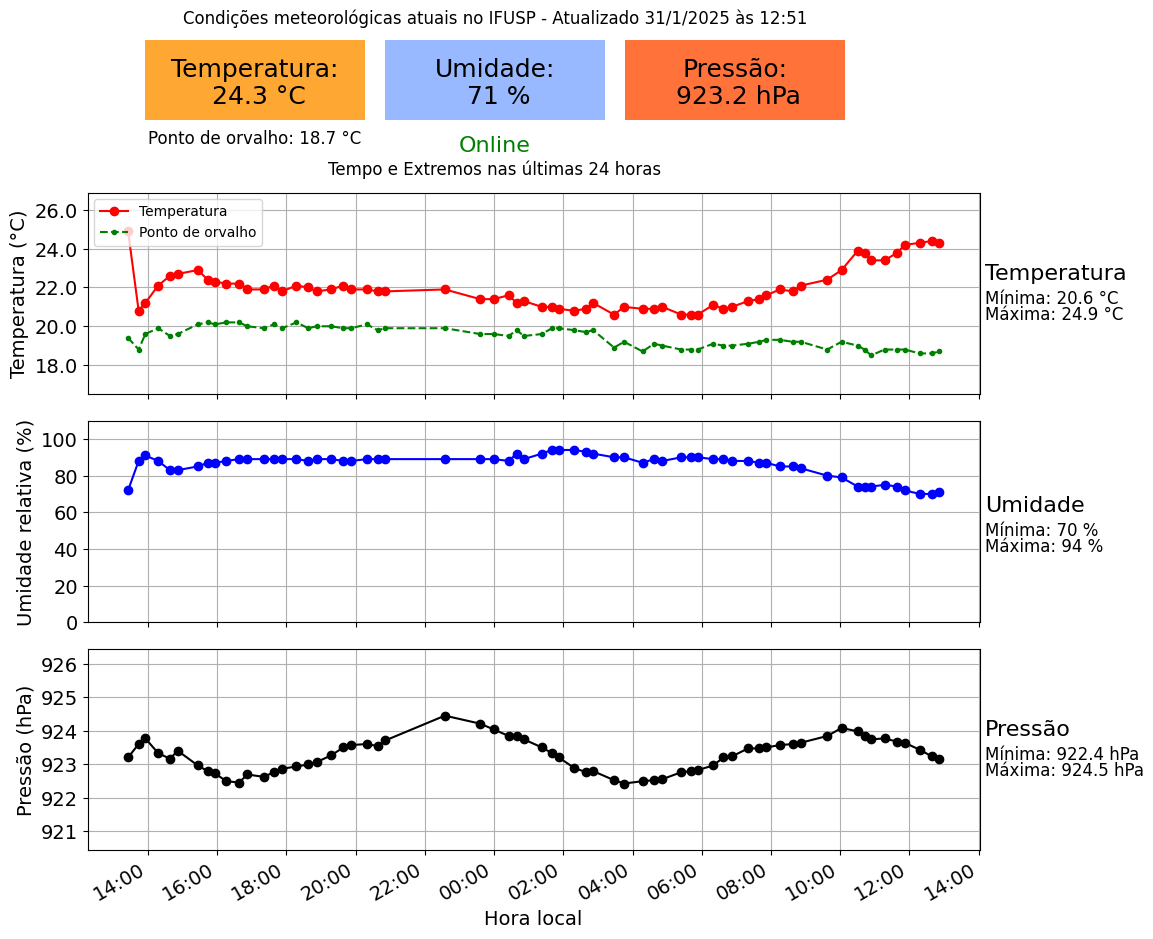 Condições meteorológicas atuais no IFUSP - Atualizado 31/1/2025 às 12:51
Temperatura:
24.3 °C
Umidade:
71 %
Pressão:
923.2 hPa
Ponto de orvalho: 18.7 °C
Online
Tempo e Extremos nas últimas 24 horas
Temperatura (°C)
26.0
24.0
22.0
20.0
18.0
Temperatura
Ponto de orvalho
Temperatura
Mínima: 20.6 °C
Máxima: 24.9 °C
Umidade relativa (%)
100
80
60
40
20
0
Umidade
Mínima: 70 %
Máxima: 94 %
Pressão (hPa)
926
925
924
923
922
921
Pressão
Mínima: 922.4 hPa
Máxima: 924.5 hPa
14:00
16:00
18:00
20:00
22:00
00:00
02:00
04:00
06:00
08:00
10:00
12:00
14:00
Hora local